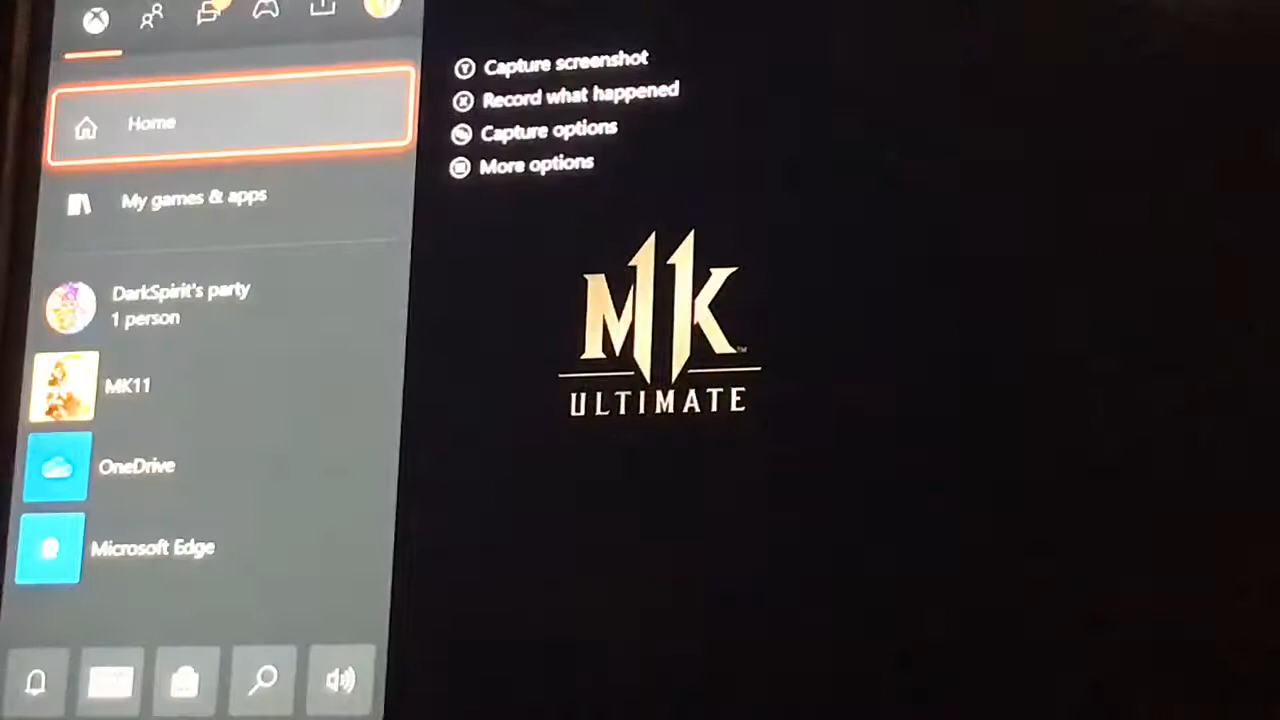 Home
My games & apps
DarkSpirit's party
1 person
MK11
OneDrive
Microsoft Edge
Capture screenshot
Record what happened
Capture options
More options
MK11
ULTIMATE